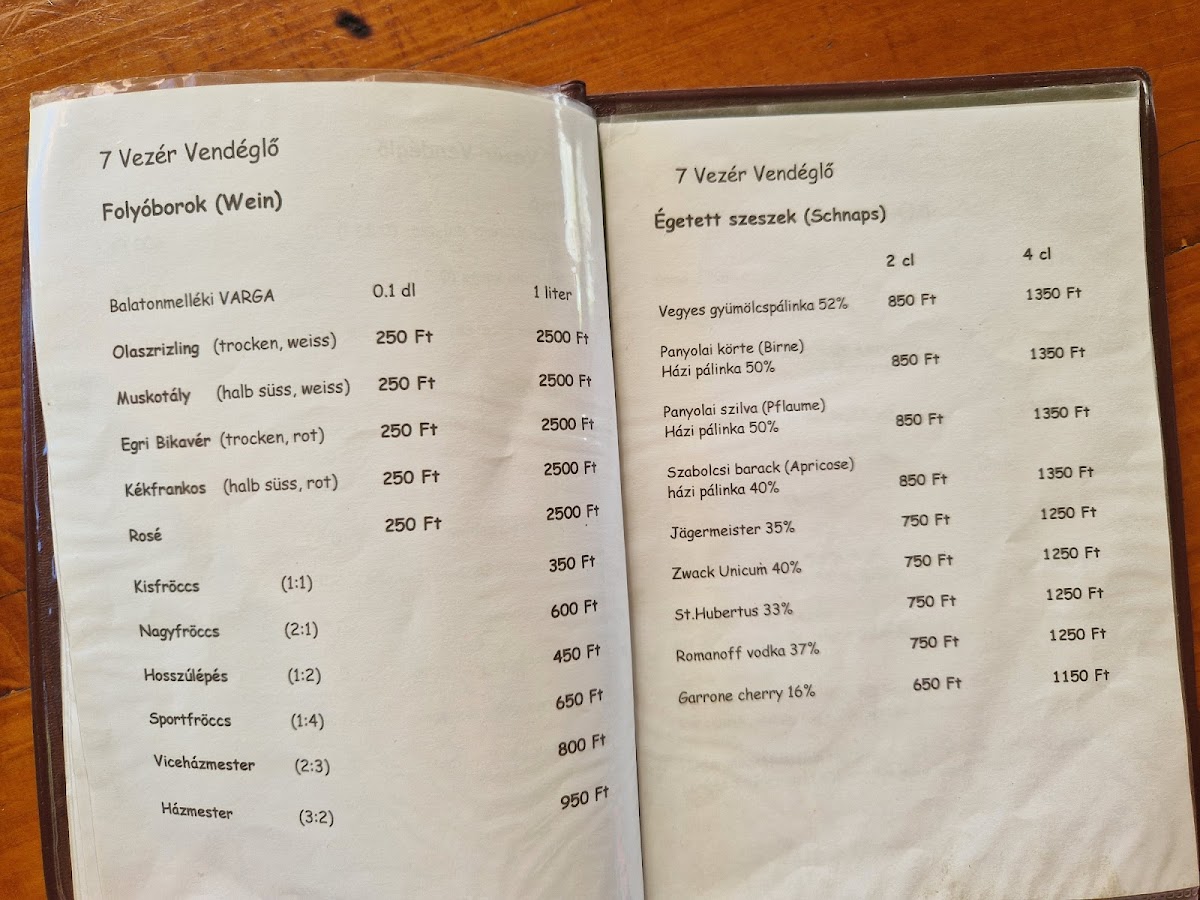 7 Vezér Vendéglő
Folyóborok (Wein)
Balatonmelléki VARGA 0.1 dl 1 liter
Olaszrizling (trocken, weiss) 250 Ft 2500 Ft
Muskotály (halb süss, weiss) 250 Ft 2500 Ft
Egri Bikavér (trocken, rot) 250 Ft 2500 Ft
Kékfrankos (halb süss, rot) 250 Ft 2500 Ft
Rosé 250 Ft 2500 Ft
Kisfröccs (1:1) 350 Ft
Nagyfröccs (2:1) 600 Ft
Hosszúlépés (1:2) 450 Ft
Sportfröccs (1:4) 650 Ft
Viceházmester (2:3) 800 Ft
Házmester (3:2) 950 Ft
7 Vezér Vendéglő
Égetett szeszek (Schnaps)
2 cl 4 cl
Vegyes gyümölcspálinka 52% 850 Ft 1350 Ft
Panyolai körte (Birne)
Házi pálinka 50% 850 Ft 1350 Ft
Panyolai szilva (Pflaume)
Házi pálinka 50% 850 Ft 1350 Ft
Szabolcsi barack (Apricose)
házi pálinka 40% 850 Ft 1350 Ft
Jägermeister 35% 750 Ft 1250 Ft
Zwack Unicum 40% 750 Ft 1250 Ft
St.Hubertus 33% 750 Ft 1250 Ft
Romanoff vodka 37% 750 Ft 1250 Ft
Garrone cherry 16% 650 Ft 1150 Ft